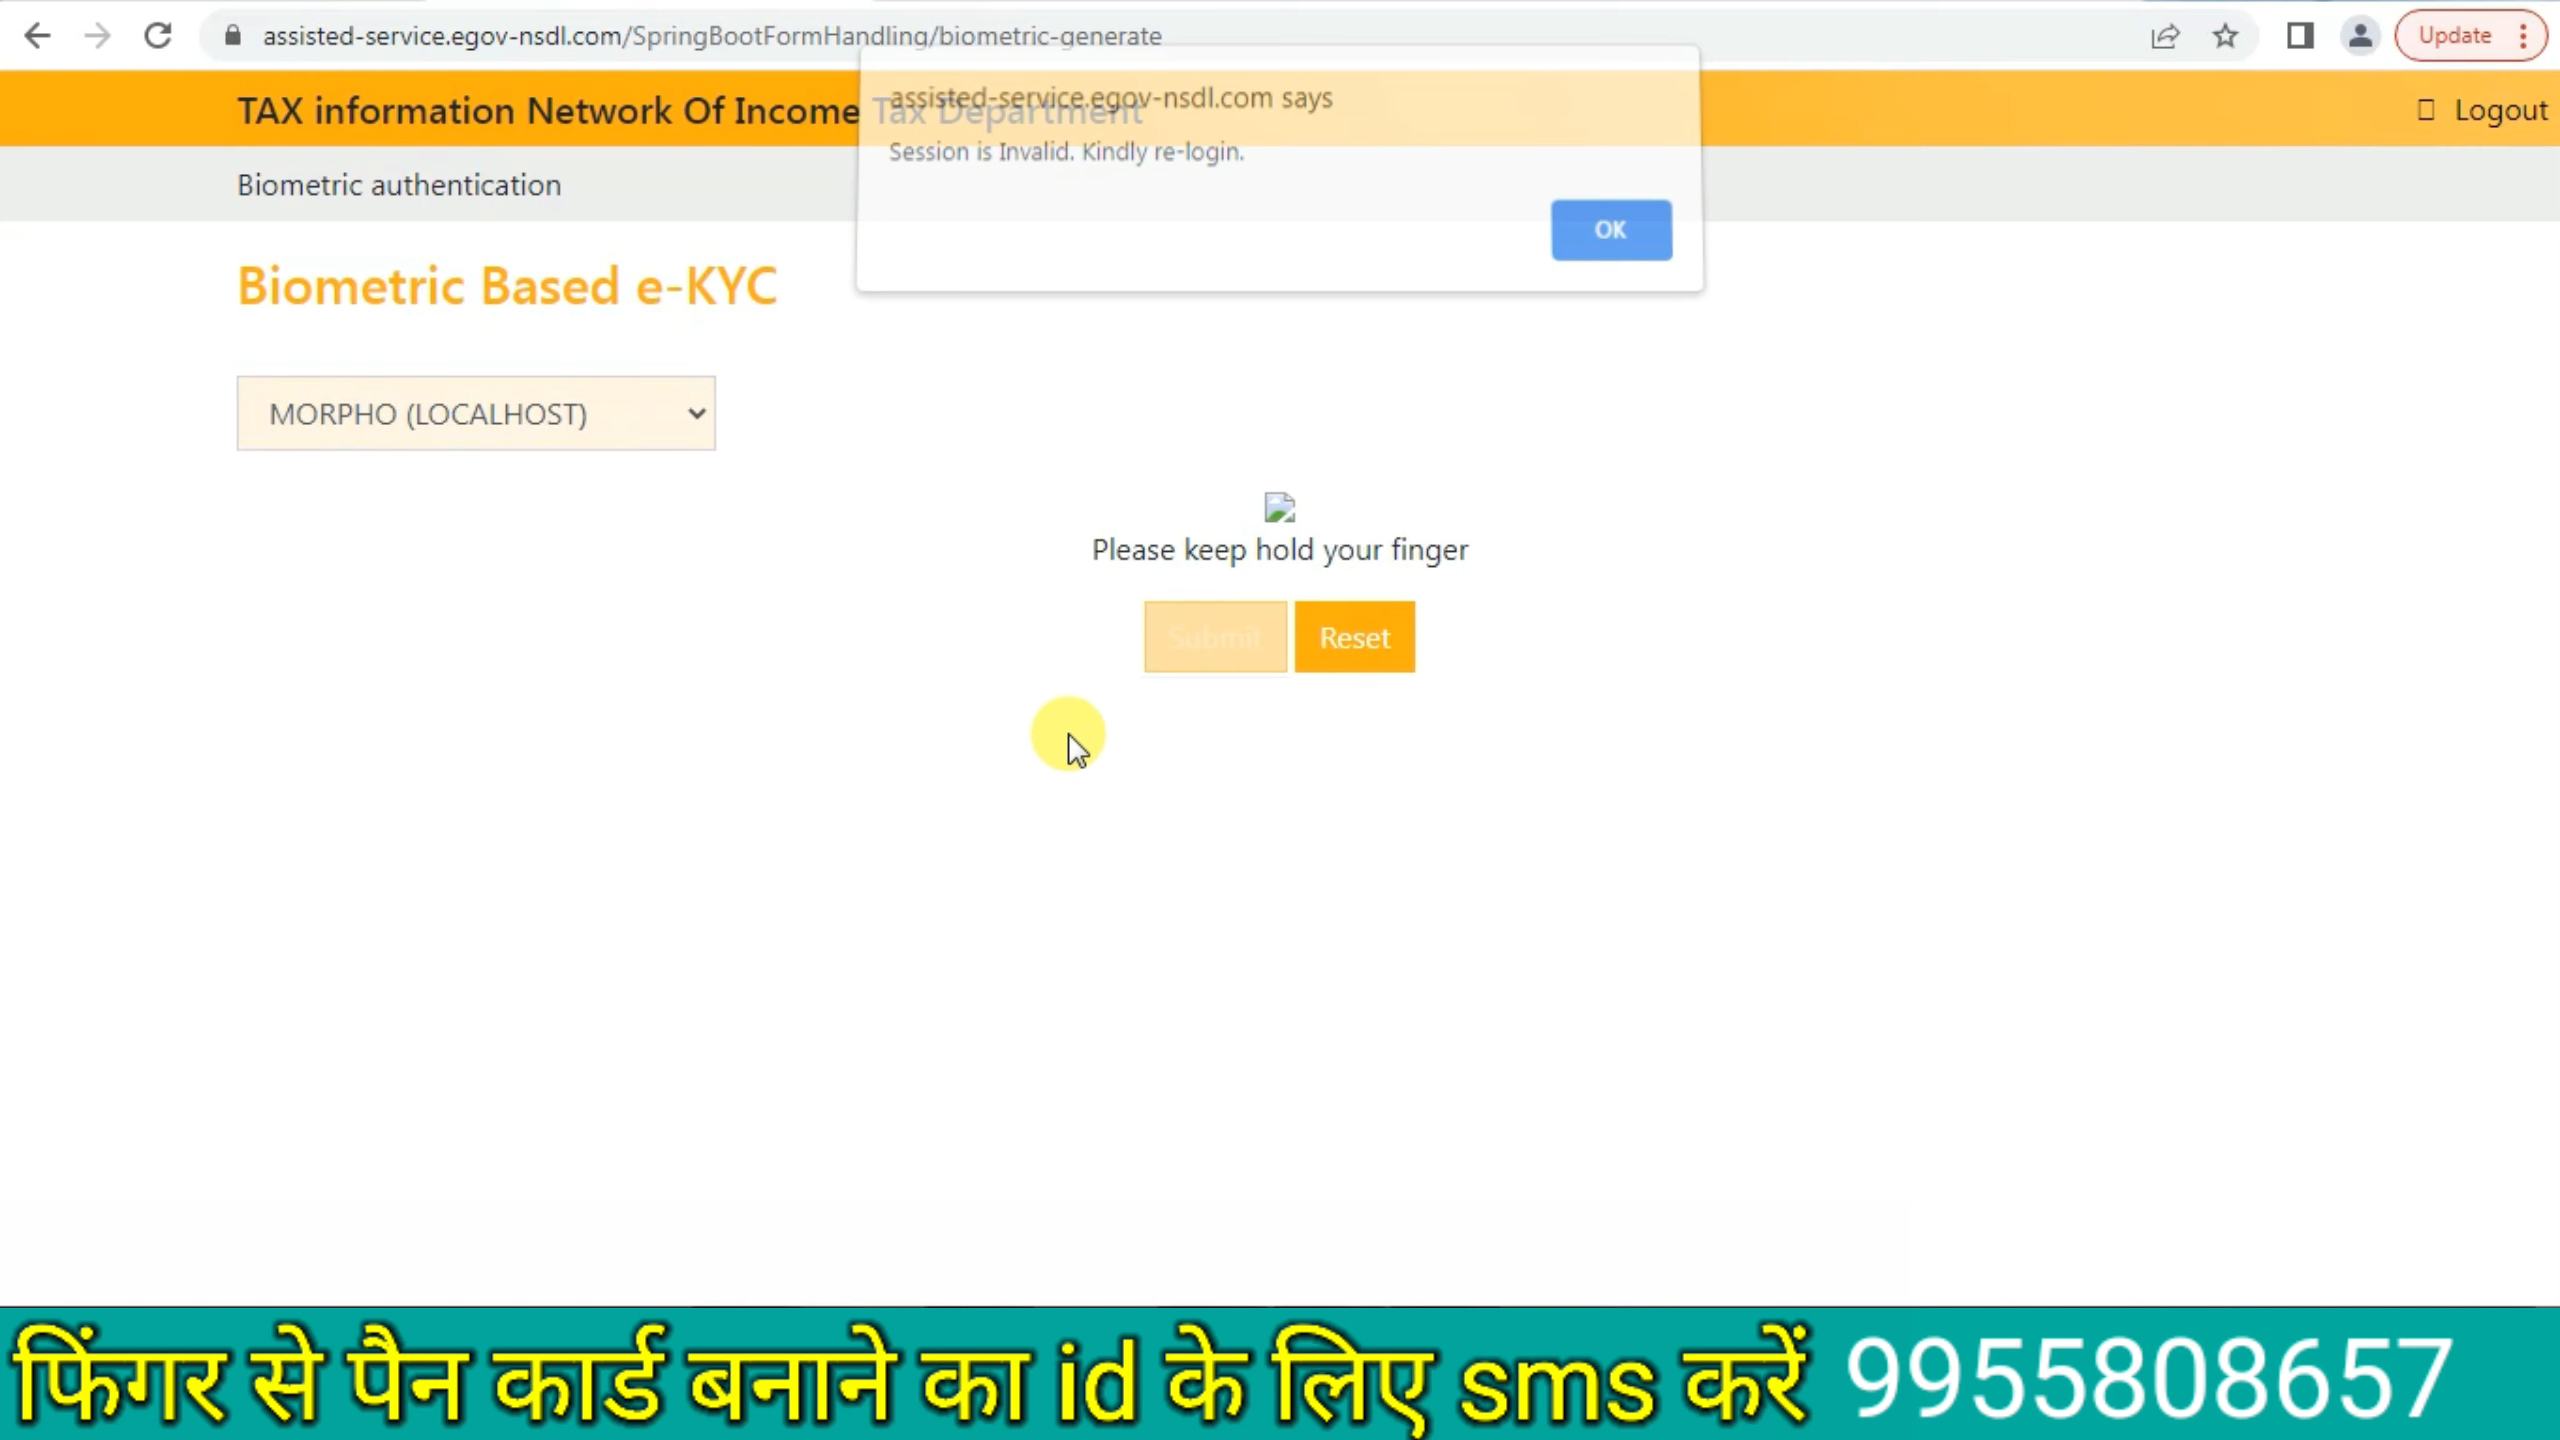 assisted-service.egov-nsdl.com/SpringBootFormHandling/biometric-generate
Update
TAX information Network Of Income Tax Department
Logout
assisted-service.egov-nsdl.com says
Session is Invalid. Kindly re-login.
OK
Biometric authentication
Biometric Based e-KYC
MORPHO (LOCALHOST)
Please keep hold your finger
Submit
Reset
फिंगर से पैन कार्ड बनाने का id के लिए sms करें 9955808657